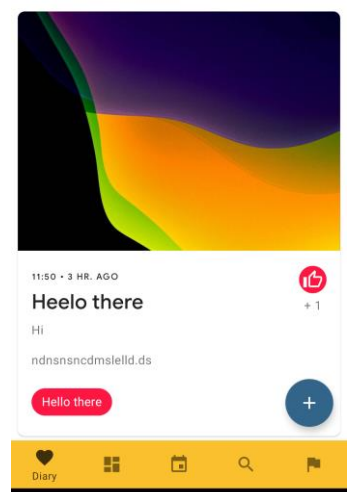 11:50 • 3 HR. AGO
Heelo there
+ 1
Hi
ndnsnsncdmslelld.ds
Hello there
+
Diary